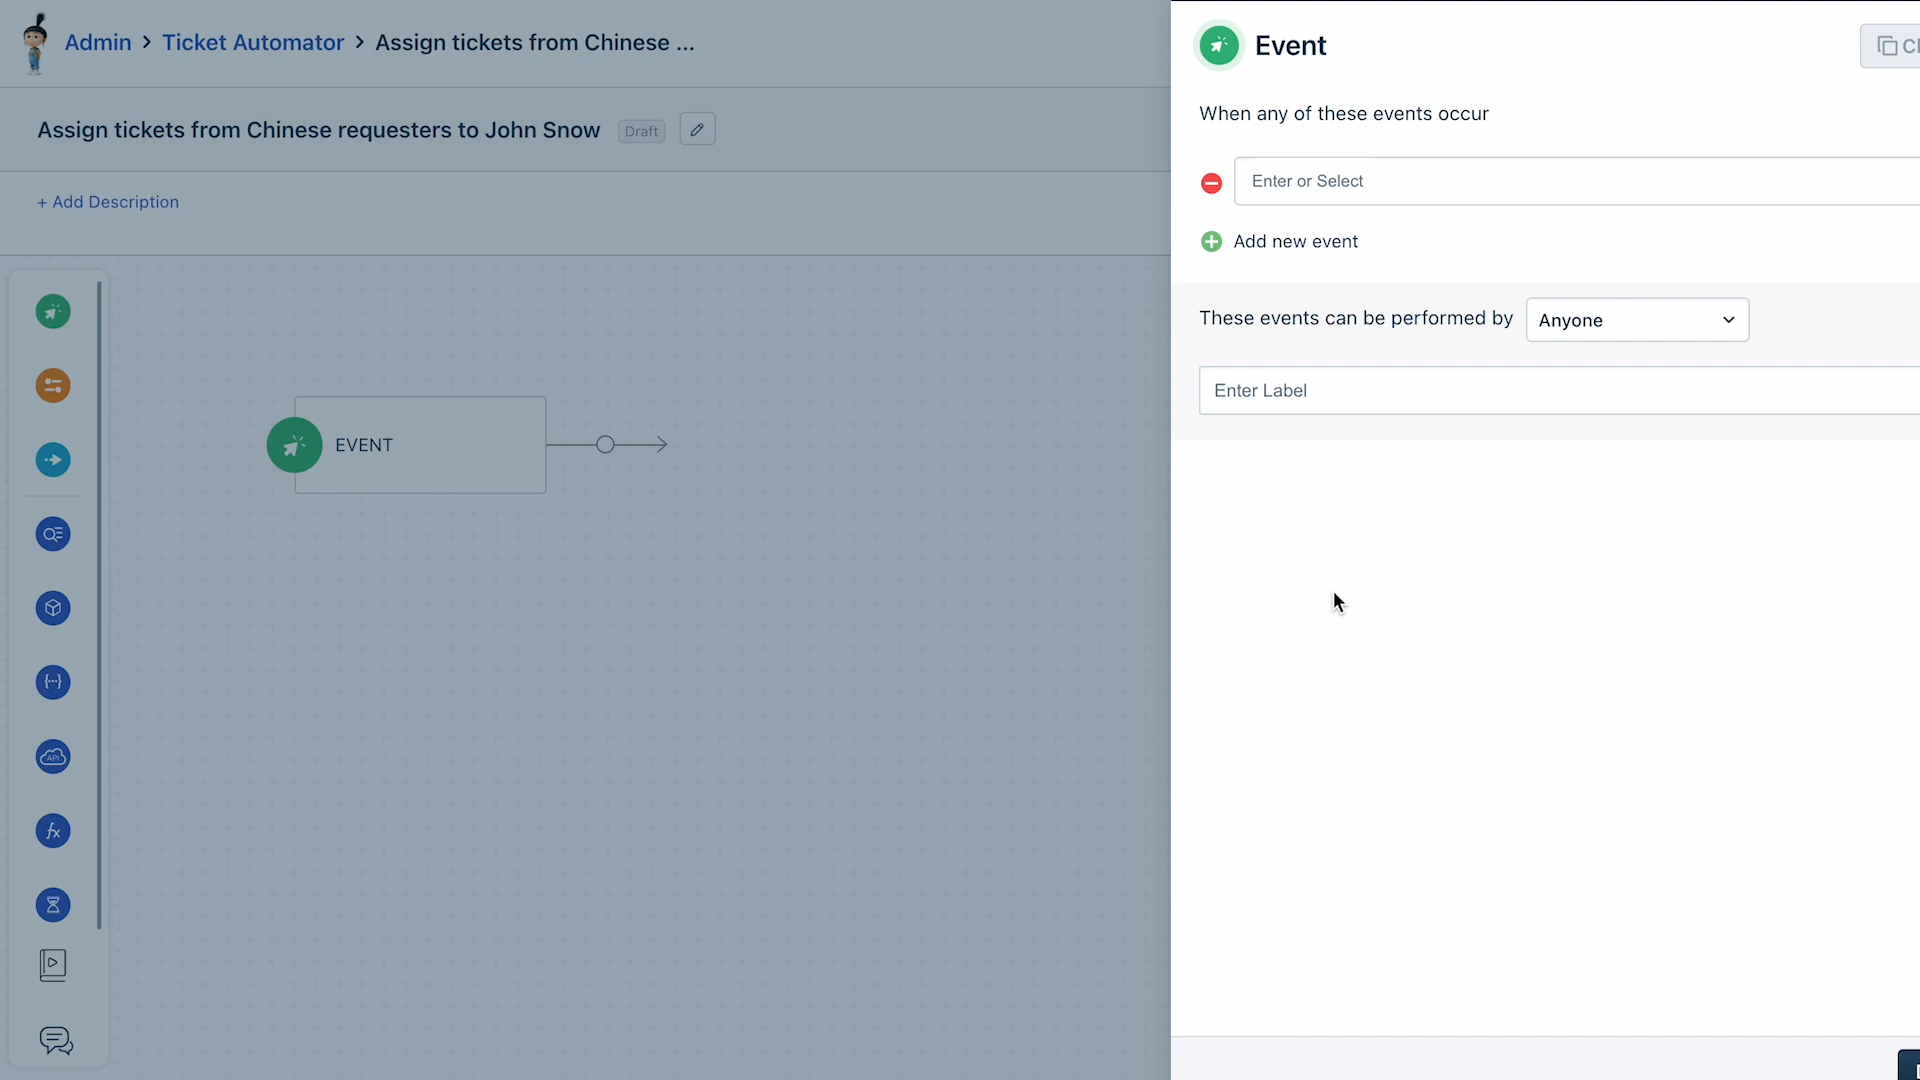 Admin > Ticket Automator > Assign tickets from Chinese ...
Assign tickets from Chinese requesters to John Snow Draft
+ Add Description
EVENT
API
fx
Event
When any of these events occur
Enter or Select
Add new event
These events can be performed by Anyone
Enter Label